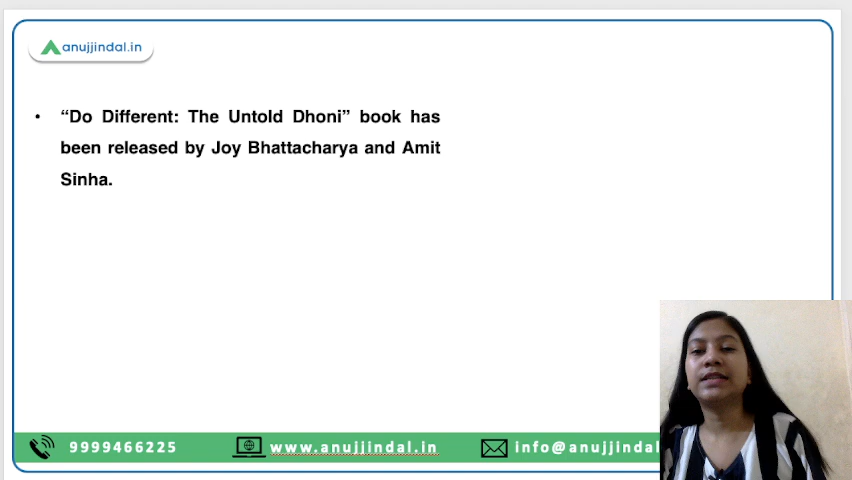 anujjindal.in
• “Do Different: The Untold Dhoni” book has
been released by Joy Bhattacharya and Amit
Sinha.
9999466225 www.anujjindal.in info@anujjindal